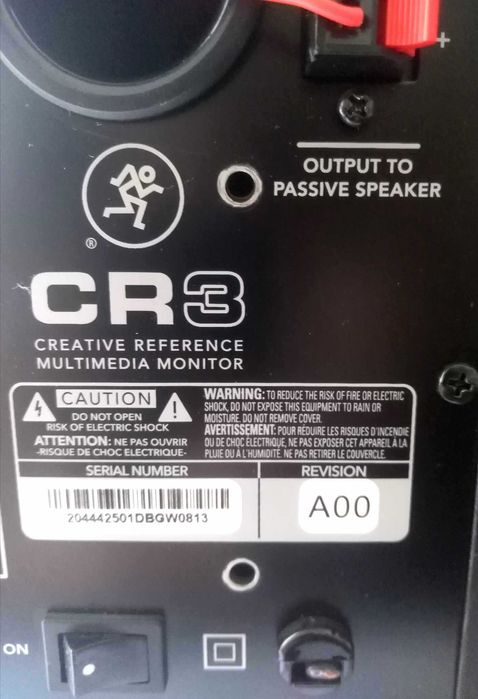 +
OUTPUT TO
PASSIVE SPEAKER
®
CR3
CREATIVE REFERENCE
MULTIMEDIA MONITOR
CAUTION
DO NOT OPEN
RISK OF ELECTRIC SHOCK
ATTENTION: NE PAS OUVRIR
-RISQUE DE CHOC ELECTRIQUE-
WARNING: TO REDUCE THE RISK OF FIRE OR ELECTRIC
SHOCK, DO NOT EXPOSE THIS EQUIPMENT TO RAIN OR
MOISTURE. DO NOT REMOVE COVER.
AVERTISSEMENT: POUR RÉDUIRE LES RISQUES D'INCENDIE
OU DE CHOC ÉLECTRIQUE, NE PAS EXPOSER CET APPAREIL À LA
PLUIE OU À L'HUMIDITÉ. NE PAS RETIRER LE COUVERCLE.
SERIAL NUMBER
204442501DBGW0813
REVISION
A00
ON